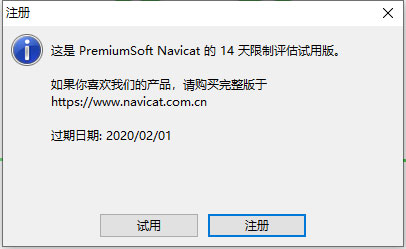 注册
这是 PremiumSoft Navicat 的 14 天限制评估试用版。
如果你喜欢我们的产品，请购买完整版于
https://www.navicat.com.cn
过期日期: 2020/02/01
试用
注册